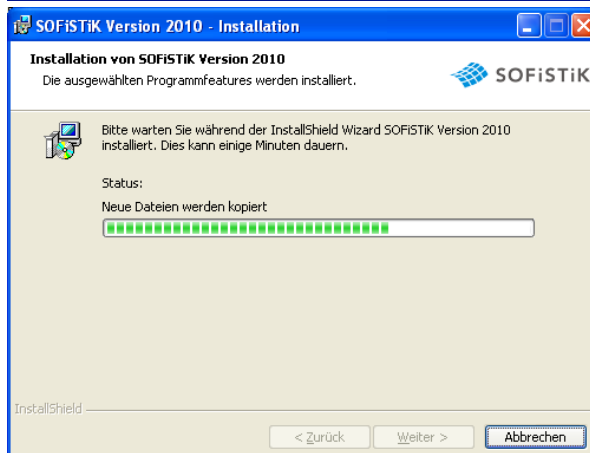 SOFiSTiK Version 2010 - Installation
Installation von SOFiSTiK Version 2010
Die ausgewählten Programmfeatures werden installiert.
SOFiSTiK
Bitte warten Sie während der InstallShield Wizard SOFiSTiK Version 2010
installiert. Dies kann einige Minuten dauern.
Status:
Neue Dateien werden kopiert
InstallShield
< Zurück
Weiter >
Abbrechen